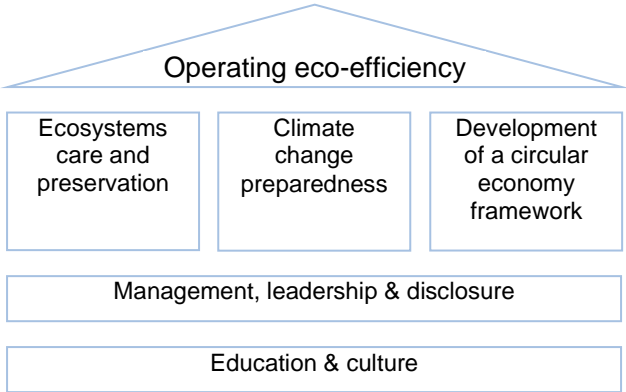 Operating eco-efficiency
Ecosystems
care and
preservation
Climate
change
preparedness
Development
of a circular
economy
framework
Management, leadership & disclosure
Education & culture